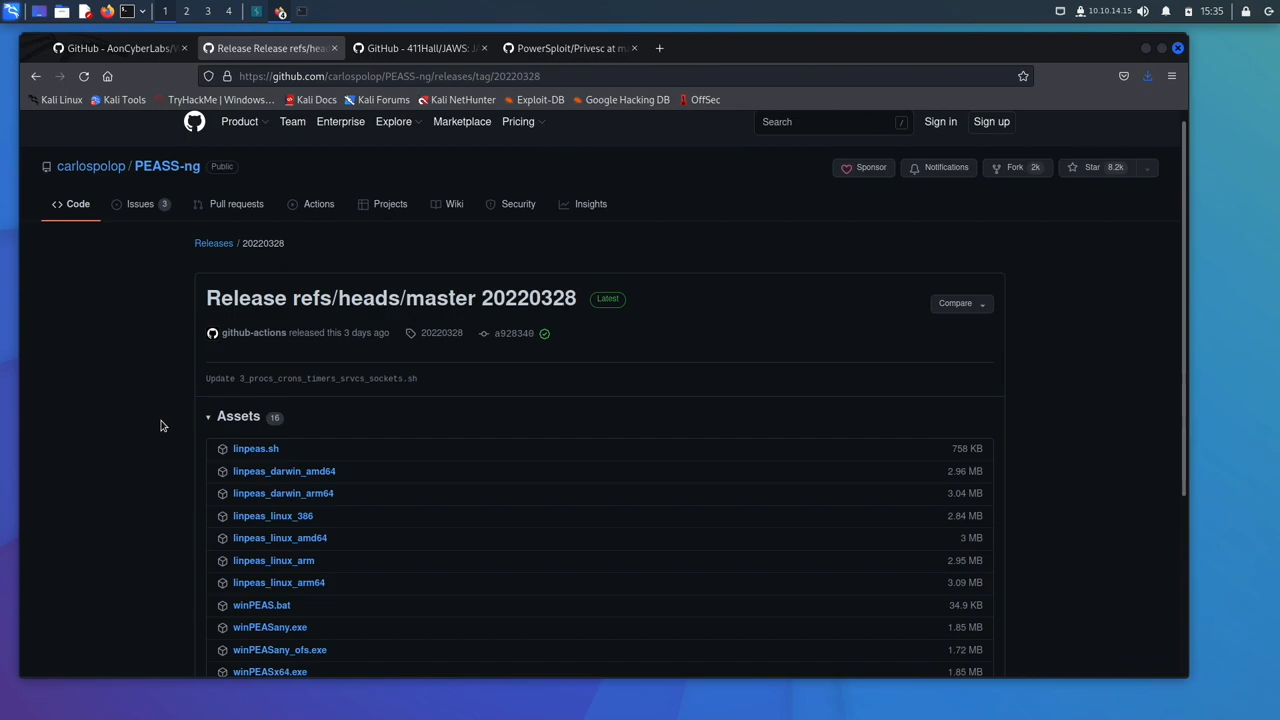 1 2 3 4
4
10.10.14.15 15:35
GitHub - AonCyberLabs/W
Release Release refs/hea
GitHub - 411Hall/JAWS: J
PowerSploit/Privesc at m
https://github.com/carlospolop/PEASS-ng/releases/tag/20220328
Kali Linux Kali Tools TryHackMe | Windows… Kali Docs Kali Forums Kali NetHunter Exploit-DB Google Hacking DB OffSec
Product Team Enterprise Explore Marketplace Pricing Search / Sign in Sign up
carlospolop / PEASS-ng Public Sponsor Notifications Fork 2k Star 8.2k
<> Code Issues 3 Pull requests Actions Projects Wiki Security Insights
Releases / 20220328
Release refs/heads/master 20220328 Latest Compare
github-actions released this 3 days ago 20220328 a928340
Update 3_procs_crons_timers_srvcs_sockets.sh
Assets 16
linpeas.sh 758 KB
linpeas_darwin_amd64 2.96 MB
linpeas_darwin_arm64 3.04 MB
linpeas_linux_386 2.84 MB
linpeas_linux_amd64 3 MB
linpeas_linux_arm 2.95 MB
linpeas_linux_arm64 3.09 MB
winPEAS.bat 34.9 KB
winPEASany.exe 1.85 MB
winPEASany_ofs.exe 1.72 MB
winPEASx64.exe 1.85 MB